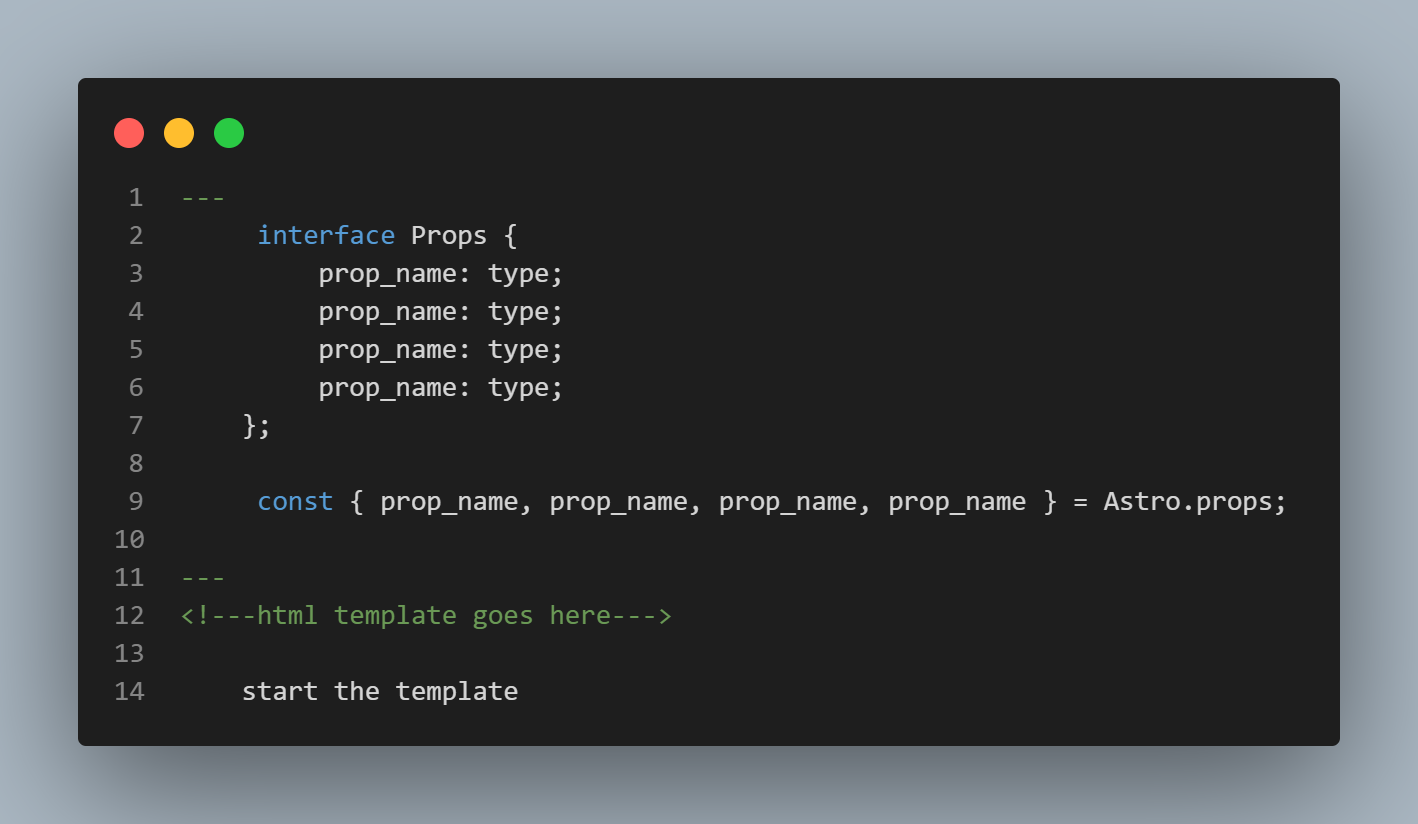 1 ---
2 interface Props {
3 prop_name: type;
4 prop_name: type;
5 prop_name: type;
6 prop_name: type;
7 };
8
9 const { prop_name, prop_name, prop_name, prop_name } = Astro.props;
10
11 ---
12 <!---html template goes here--->
13
14 start the template